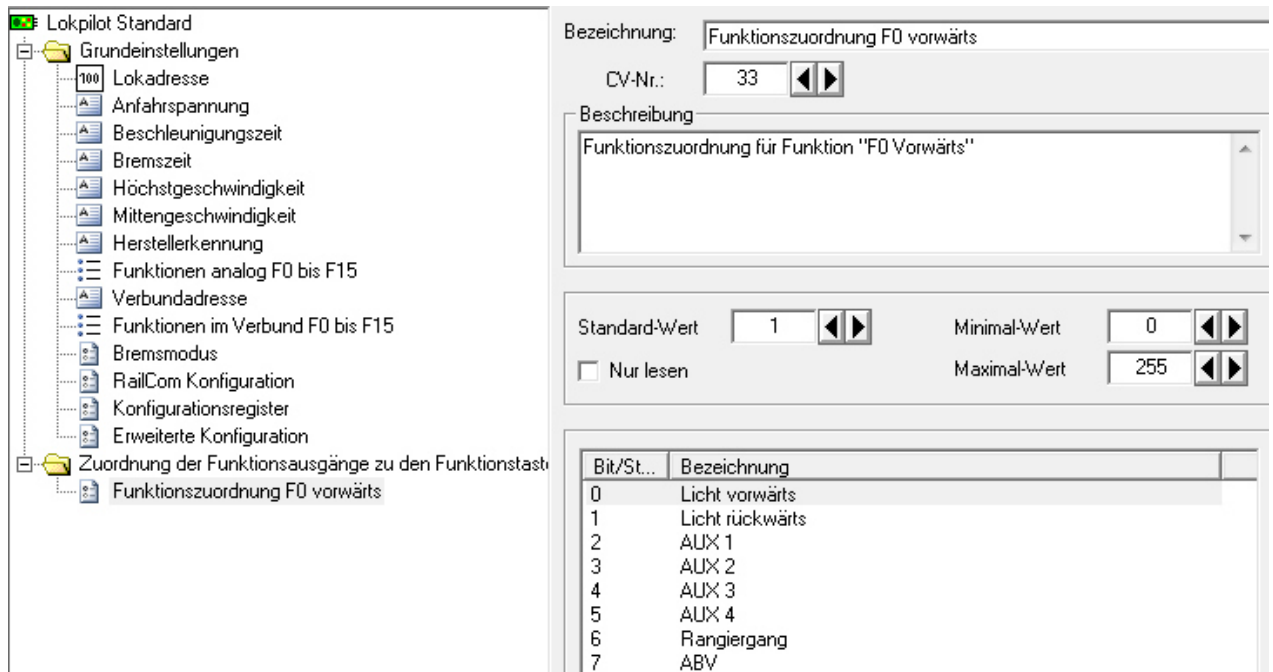 Lokpilot Standard
Grundeinstellungen
100 Lokadresse
Anfahrspannung
Beschleunigungszeit
Bremszeit
Höchstgeschwindigkeit
Mittengeschwindigkeit
Herstellerkennung
Funktionen analog F0 bis F15
Verbundadresse
Funktionen im Verbund F0 bis F15
Bremsmodus
RailCom Konfiguration
Konfigurationsregister
Erweiterte Konfiguration
Zuordnung der Funktionsausgänge zu den Funktionstast
Funktionszuordnung F0 vorwärts
Bezeichnung: Funktionszuordnung F0 vorwärts
CV-Nr.: 33
Beschreibung
Funktionszuordnung für Funktion "F0 Vorwärts"
Standard-Wert 1 Minimal-Wert 0
Nur lesen Maximal-Wert 255
Bit/St... Bezeichnung
0 Licht vorwärts
1 Licht rückwärts
2 AUX 1
3 AUX 2
4 AUX 3
5 AUX 4
6 Rangiergang
7 ABV